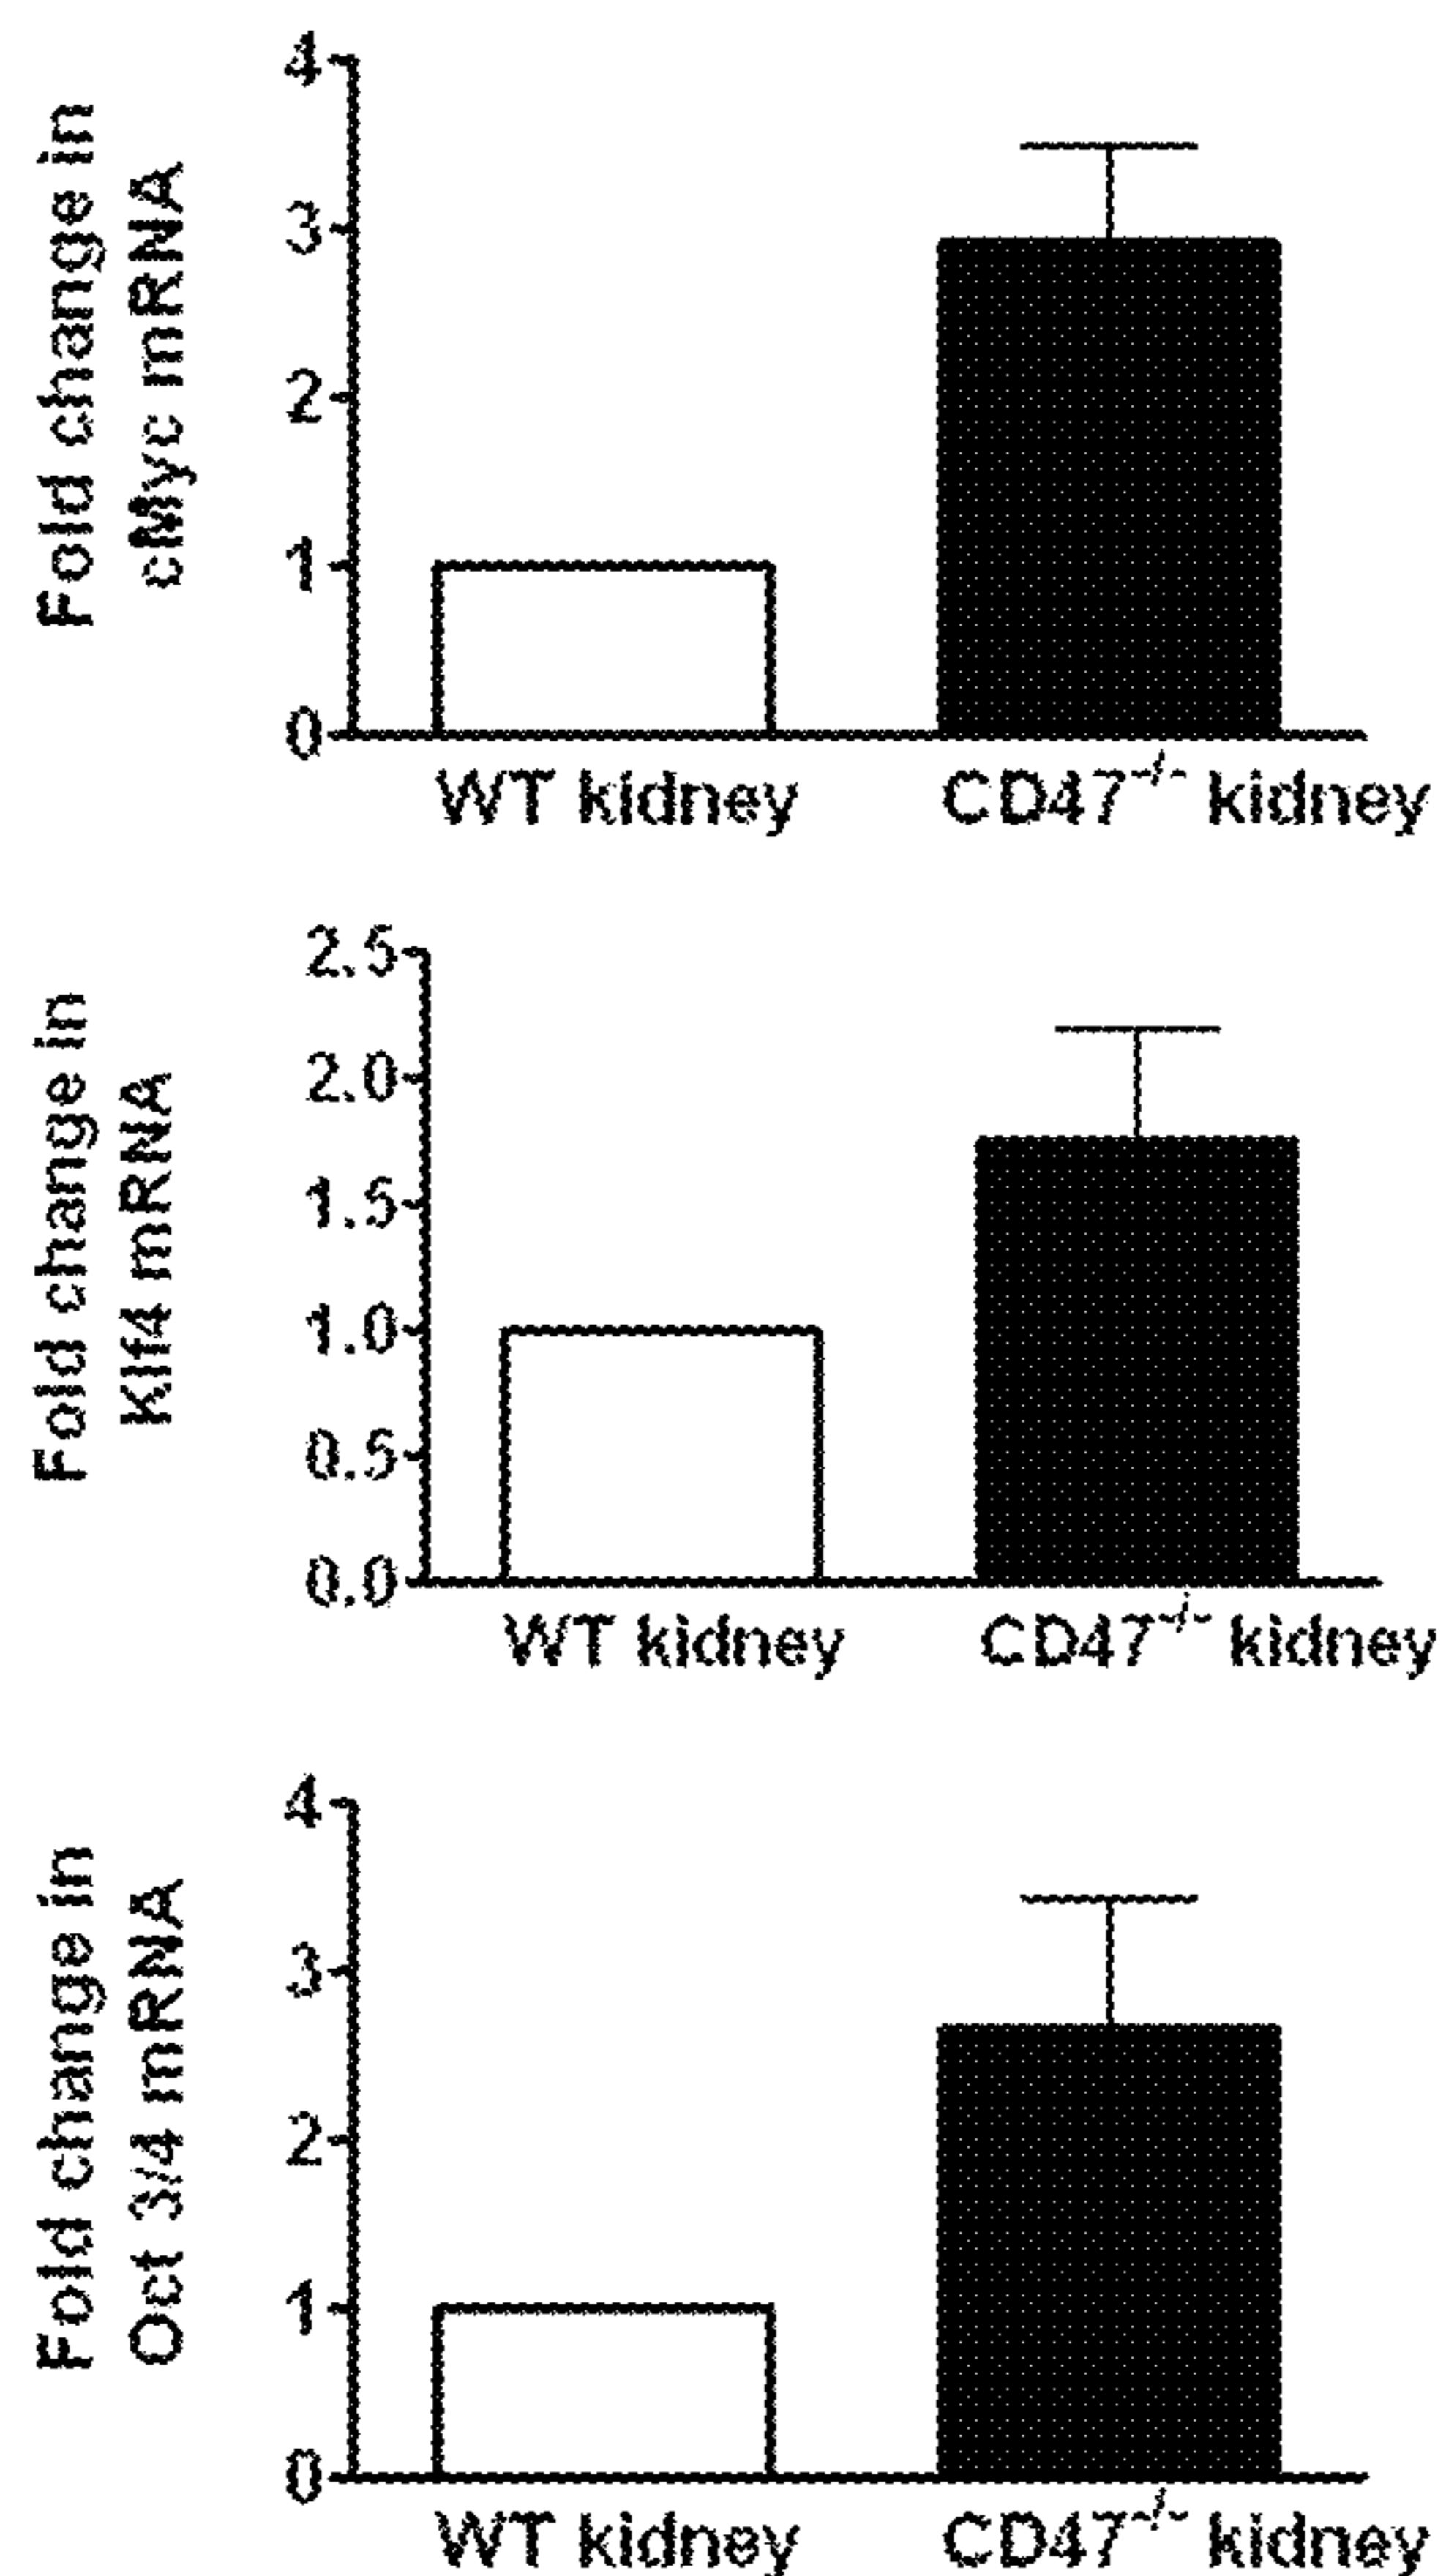 Fold change in
cMyc mRNA
4
3
2
1
0
WT kidney CD47-/- kidney
Fold change in
Klf4 mRNA
2.5
2.0
1.5
1.0
0.5
0.0
WT kidney CD47-/- kidney
Fold change in
Oct 3/4 mRNA
4
3
2
1
0
WT kidney CD47-/- kidney